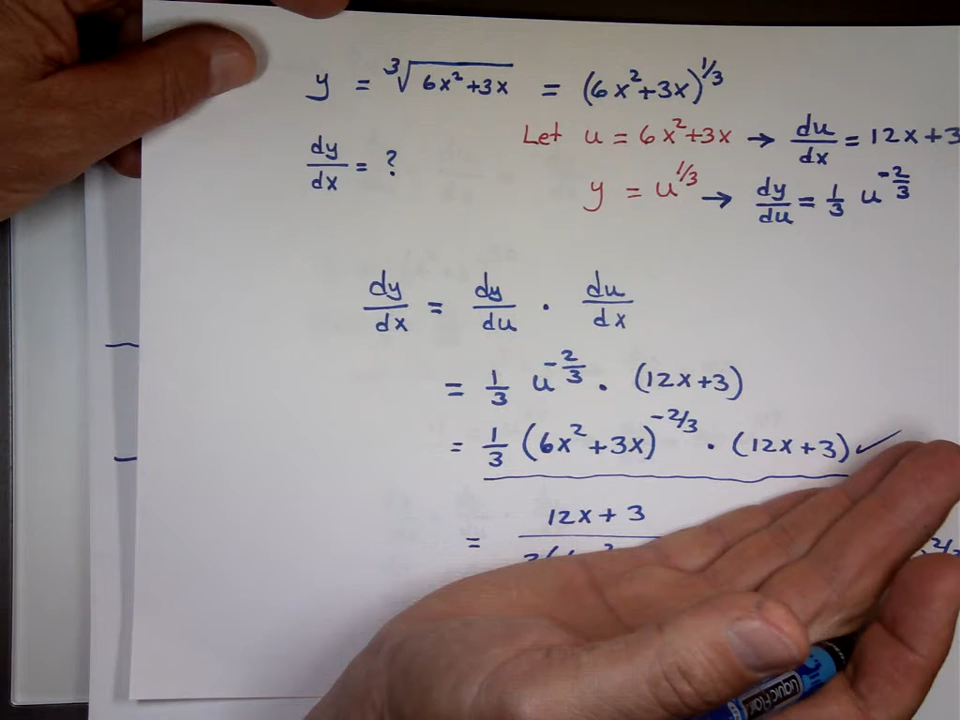 y = ∛(6x²+3x) = (6x²+3x)^1/3
Let u = 6x²+3x → du/dx = 12x+3
dy/dx = ?
y = u^1/3 → dy/du = 1/3 u^-2/3
dy/dx = dy/du · du/dx
= 1/3 u^-2/3 · (12x+3)
= 1/3 (6x²+3x)^-2/3 · (12x+3) ✓
= 12x+3